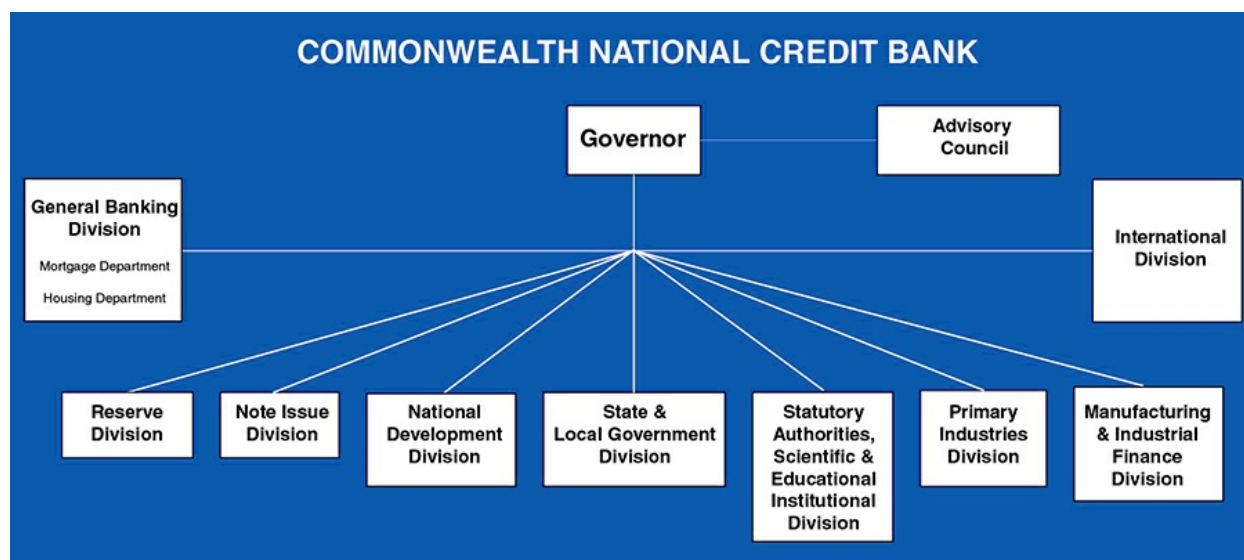 COMMONWEALTH NATIONAL CREDIT BANK
Governor
Advisory
Council
General Banking
Division
Mortgage Department
Housing Department
International
Division
Reserve
Division
Note Issue
Division
National
Development
Division
State &
Local Government
Division
Statutory
Authorities,
Scientific &
Educational
Institutional
Division
Primary
Industries
Division
Manufacturing
& Industrial
Finance
Division